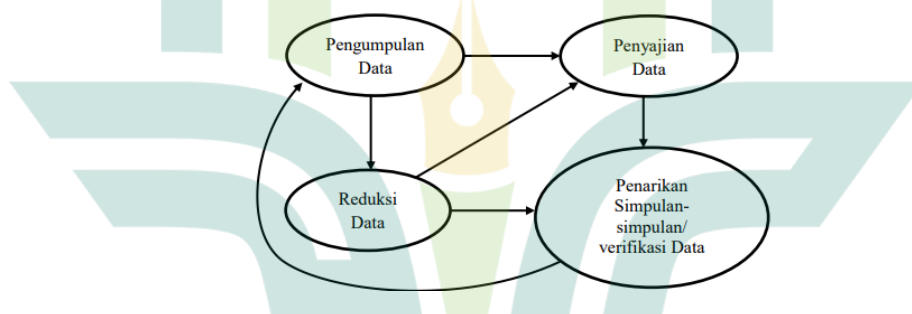 Pengumpulan
Data
Penyajian
Data
Reduksi
Data
Penarikan
Simpulan-
simpulan/
verifikasi Data